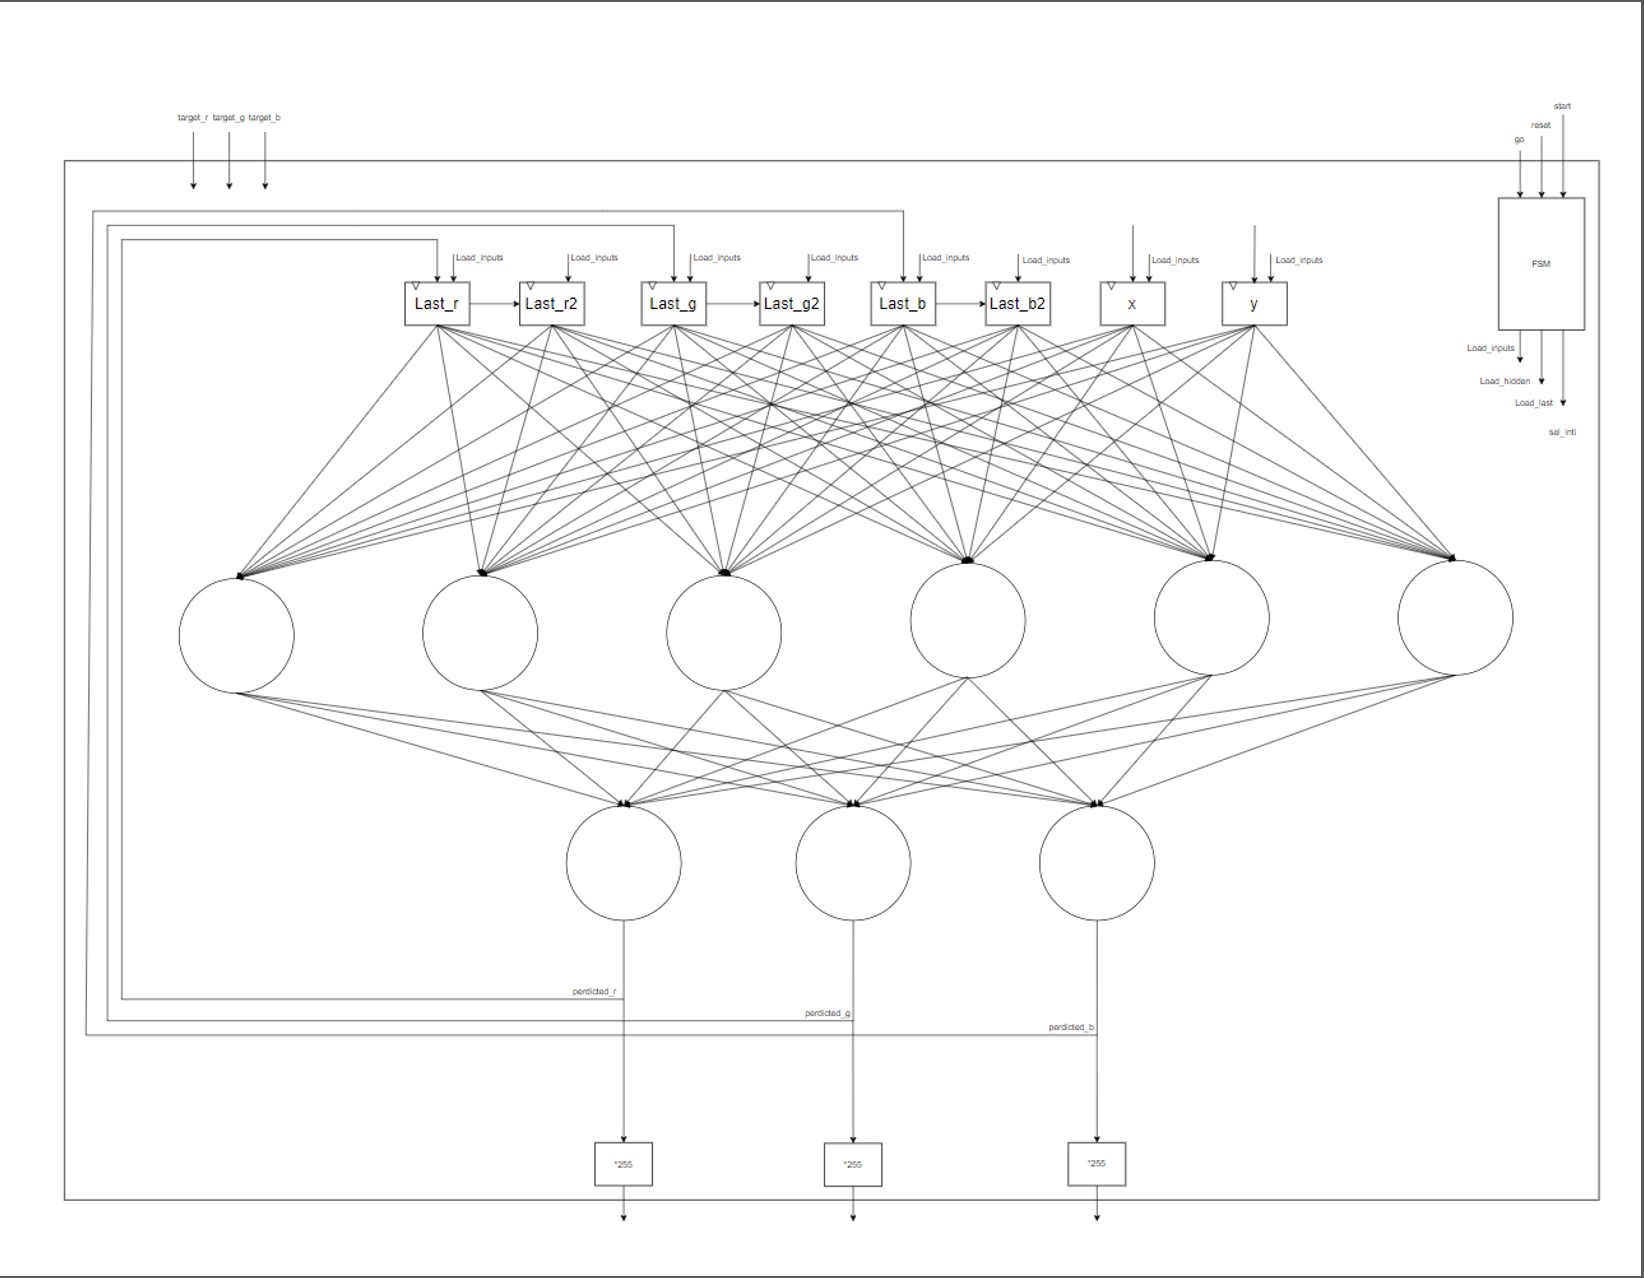 start
reset
target_r target_g target_b
go
Load_inputs Load_inputs Load_inputs Load_inputs Load_inputs Load_inputs Load_inputs Load_inputs
Last_r Last_r2 Last_g Last_g2 Last_b Last_b2 x y
FSM
Load_inputs
Load_hidden
Load_last
sel_inti
perdicted_r
perdicted_g
perdicted_b
*255 *255 *255